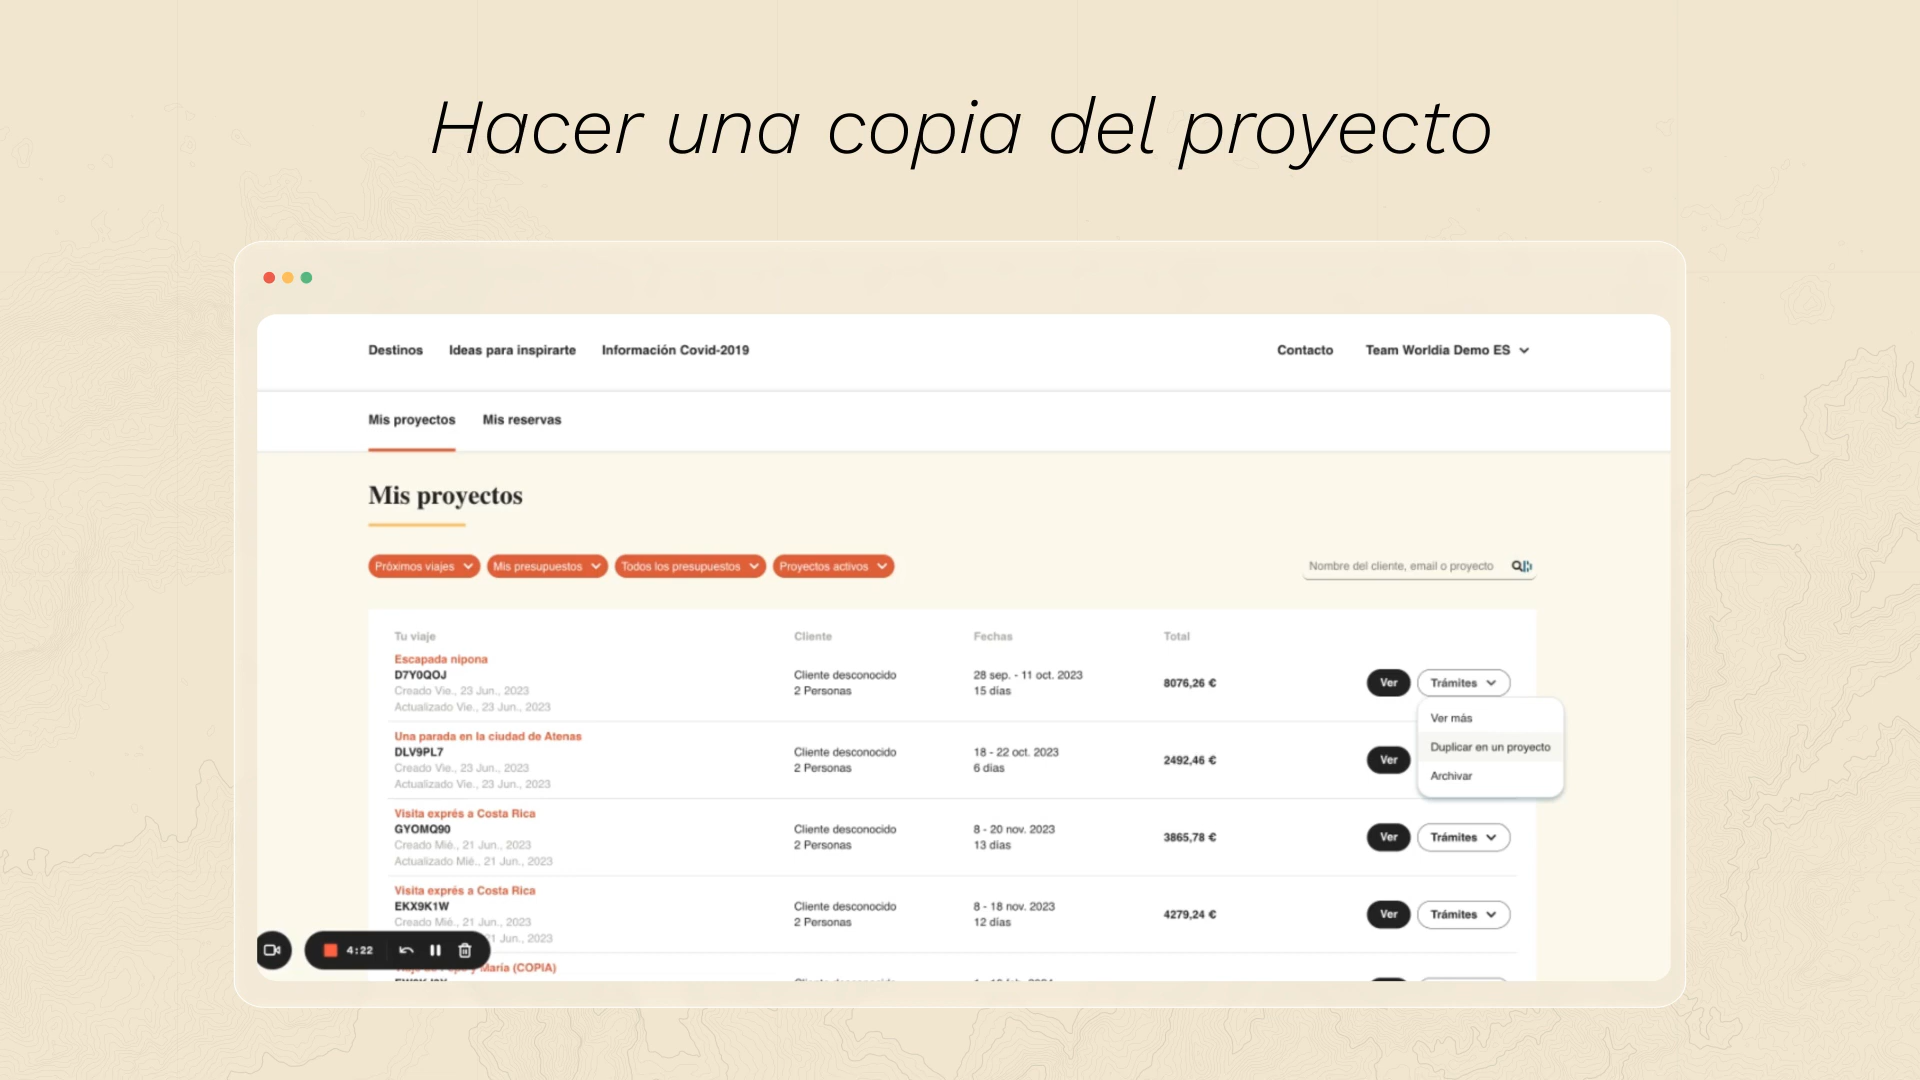 Hacer una copia del proyecto
Destinos Ideas para inspirarte Información Covid-2019 Contacto Team Worldia Demo ES
Mis proyectos Mis reservas
Mis proyectos
Próximos viajes Mis presupuestos Todos los presupuestos Proyectos activos Nombre del cliente, email o proyecto
Tu viaje Cliente Fechas Total
Escapada nipona
D7Y0QOJ Cliente desconocido 28 sep. - 11 oct. 2023
8076,26 € Ver Trámites
Creado Vie., 23 Jun., 2023 2 Personas 15 días
Actualizado Vie., 23 Jun., 2023
Ver más
Duplicar en un proyecto
Archivar
Una parada en la ciudad de Atenas
DLV9PL7 Cliente desconocido 18 - 22 oct. 2023
2492,46 € Ver
Creado Vie., 23 Jun., 2023 2 Personas 6 días
Actualizado Vie., 23 Jun., 2023
Visita exprés a Costa Rica
GYOMQ90 Cliente desconocido 8 - 20 nov. 2023
3865,78 € Ver Trámites
Creado Mié., 21 Jun., 2023 2 Personas 13 días
Actualizado Mié., 21 Jun., 2023
Visita exprés a Costa Rica
EKX9K1W Cliente desconocido 8 - 18 nov. 2023
4279,24 € Ver Trámites
Creado Mié., 21 Jun., 2023 2 Personas 12 días
Jun., 2023
4:22
María (COPIA)